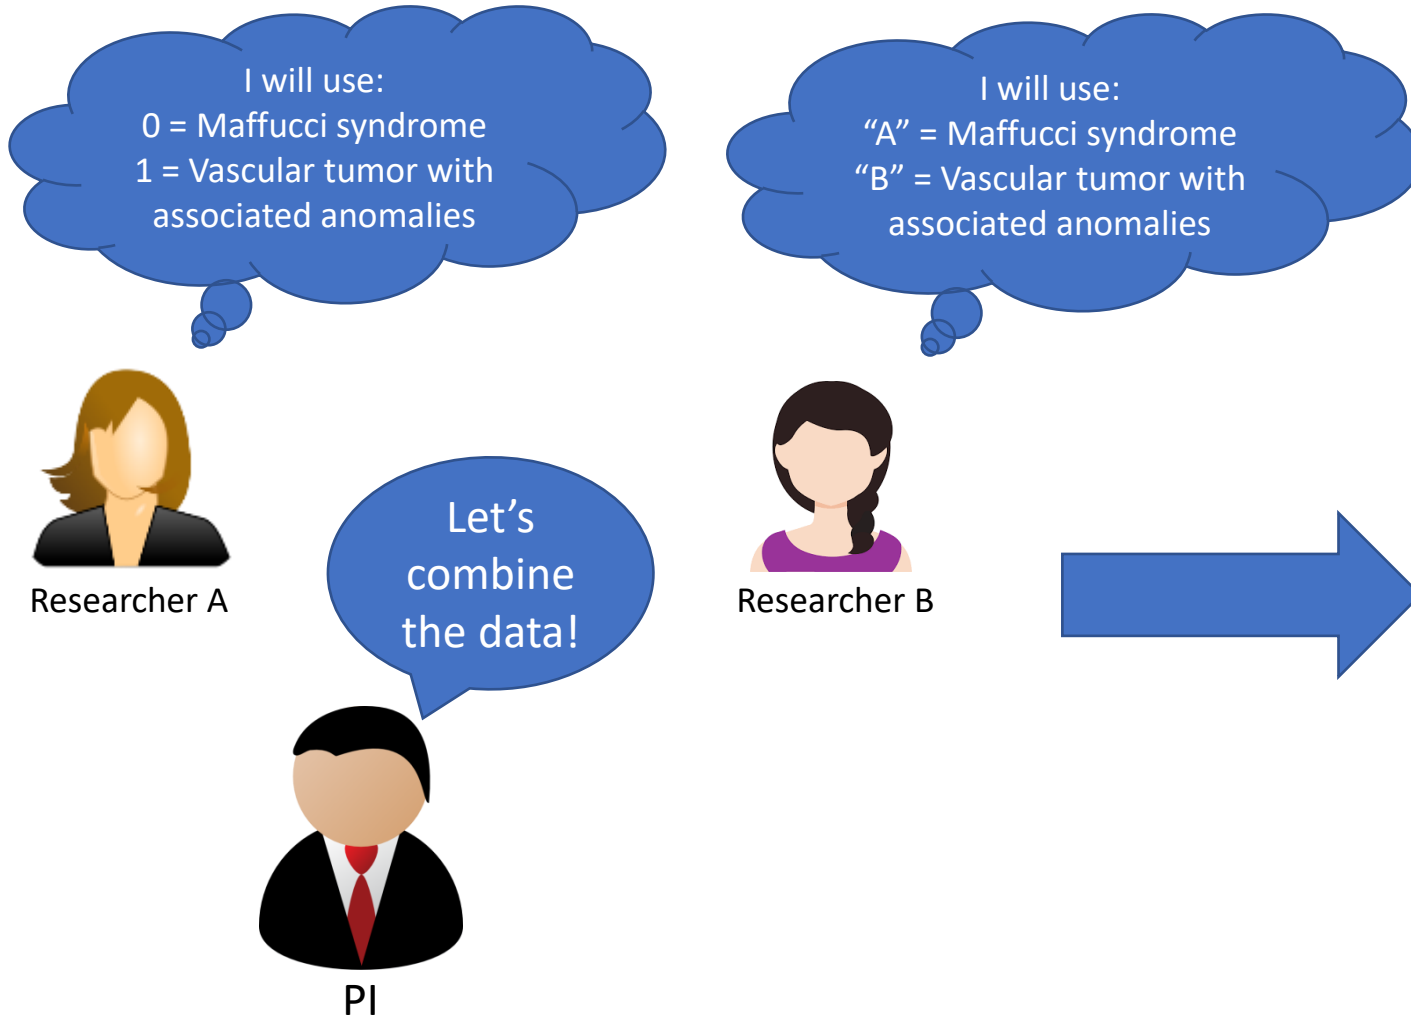 I will use:
0 = Maffucci syndrome
1 = Vascular tumor with
associated anomalies
I will use:
“A” = Maffucci syndrome
“B” = Vascular tumor with
associated anomalies
Researcher A
Let’s
combine
the data!
Researcher B
PI